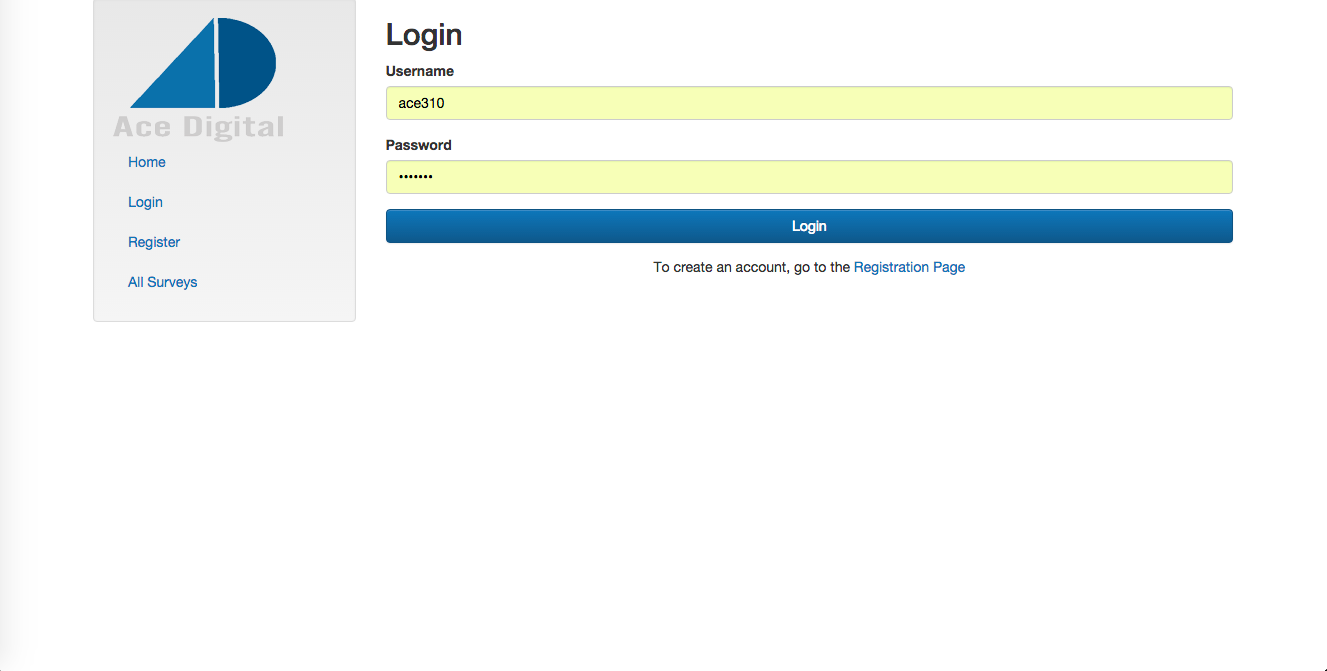 Ace Digital
Home
Login
Register
All Surveys
Login
Username
ace310
Password
•••••••
Login
To create an account, go to the Registration Page